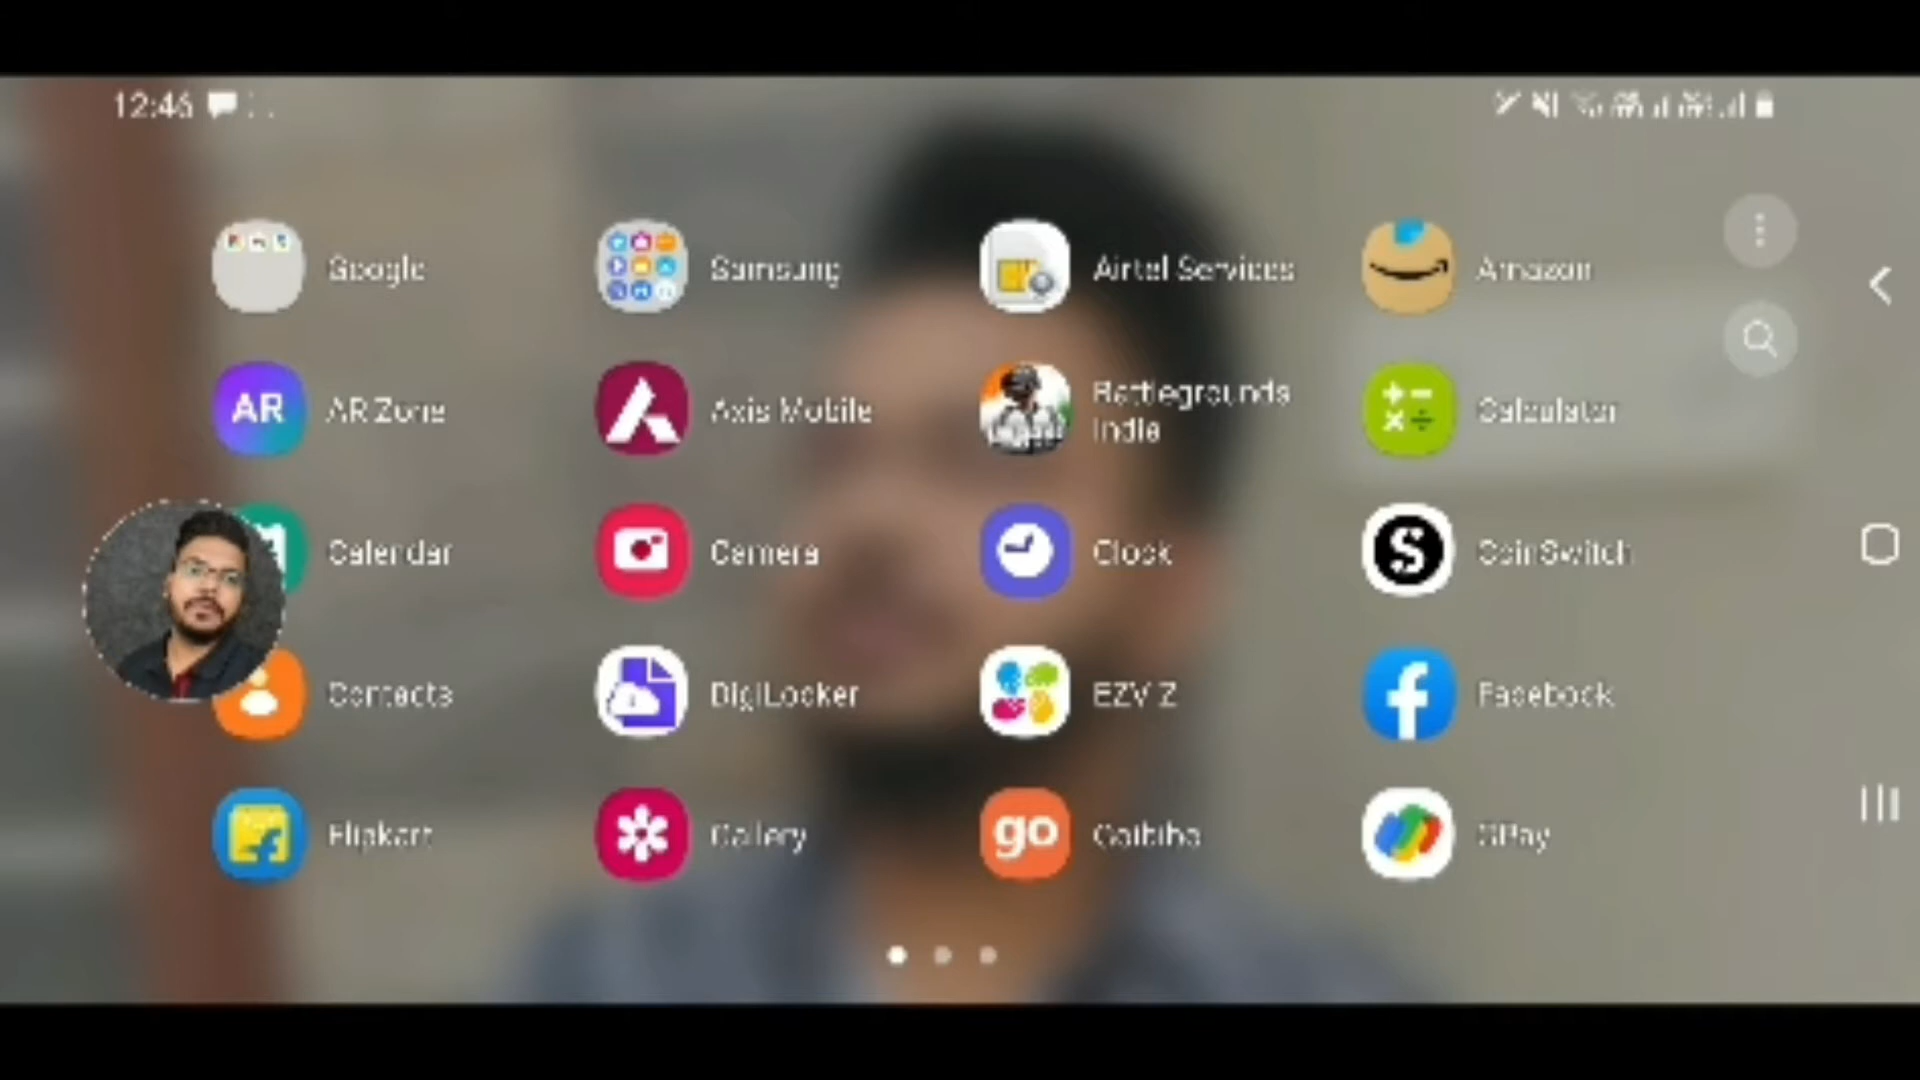 12:46
Google
Samsung
Airtel Services
Amazon
AR
AR Zone
Axis Mobile
Battlegrounds
India
Calculator
Calendar
Camera
Clock
CoinSwitch
Contacts
DigiLocker
EZVIZ
Facebook
Flipkart
Gallery
go
Goibibo
GPay